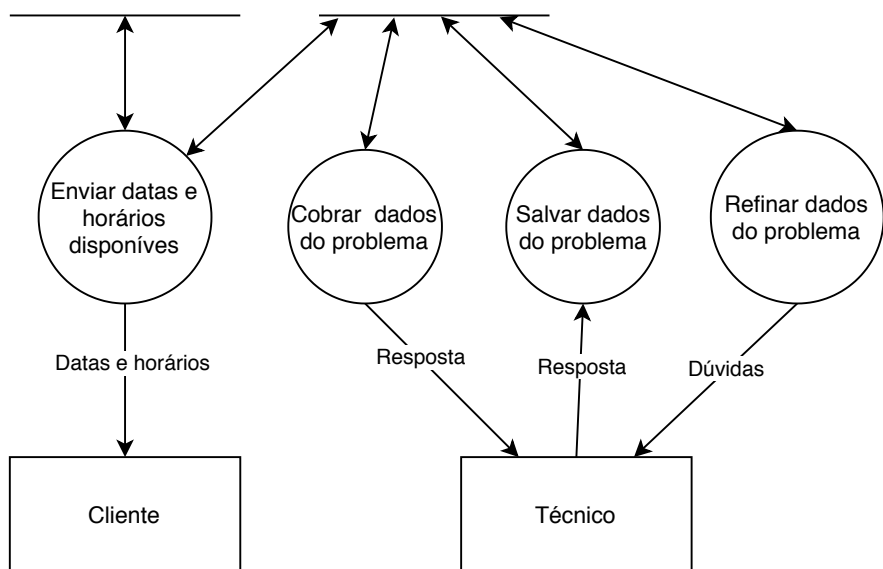 Enviar datas e
horários
disponíves
Cobrar dados
do problema
Salvar dados
do problema
Refinar dados
do problema
Datas e horários
Resposta
Resposta
Dúvidas
Cliente
Técnico